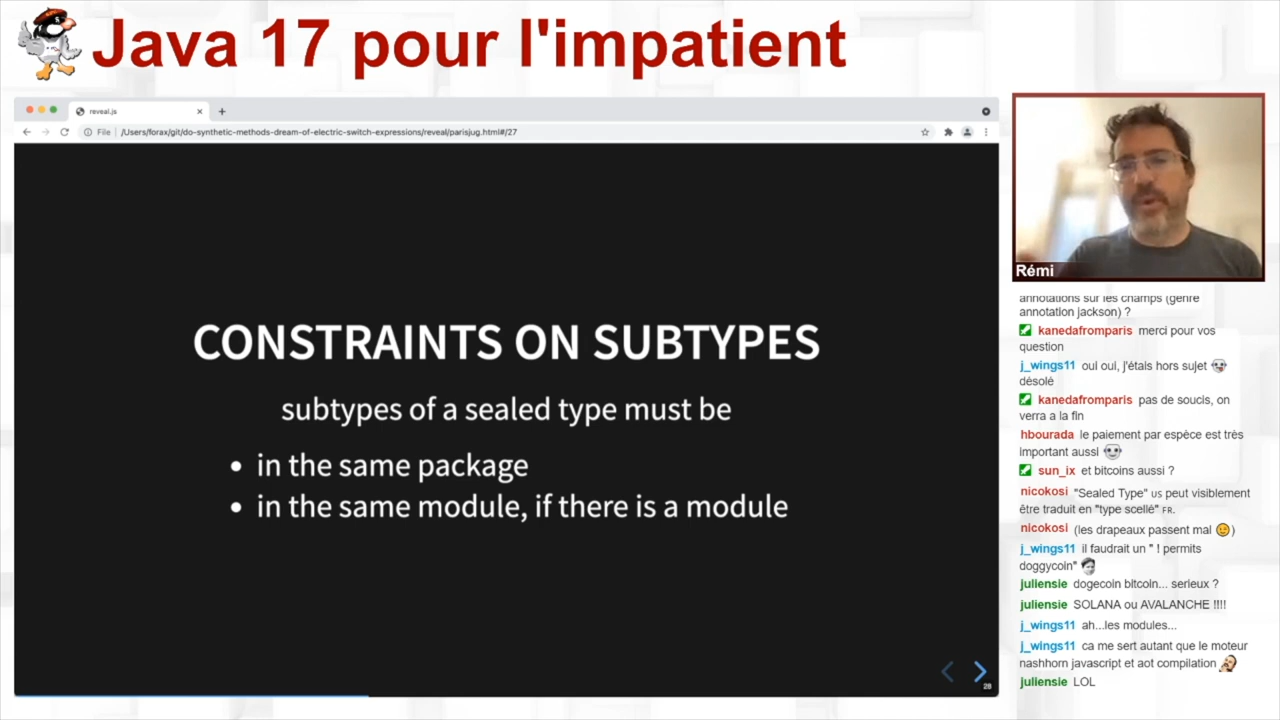 Java 17 pour l'impatient
reveal.js
File
/Users/forax/git/do-synthetic-methods-dream-of-electric-switch-expressions/reveal/parisjug.html#/27
CONSTRAINTS ON SUBTYPES
subtypes of a sealed type must be
• in the same package
• in the same module, if there is a module
28
Rémi
annotations sur les champs (genre
annotation jackson) ?
kanedafromparis merci pour vos
question
j_wings11 oui oui, j'étais hors sujet
désolé
kanedafromparis pas de soucis, on
verra a la fin
hbourada le paiement par espèce est très
important aussi
sun_ix et bitcoins aussi ?
nicokosi "Sealed Type" US peut visiblement
être traduit en "type scellé" FR.
nicokosi (les drapeaux passent mal 😉)
j_wings11 il faudrait un " ! permits
doggycoin"
juliensie dogecoin bitcoin... serieux ?
juliensie SOLANA ou AVALANCHE !!!!
j_wings11 ah...les modules...
j_wings11 ca me sert autant que le moteur
nashhorn javascript et aot compilation
juliensie LOL